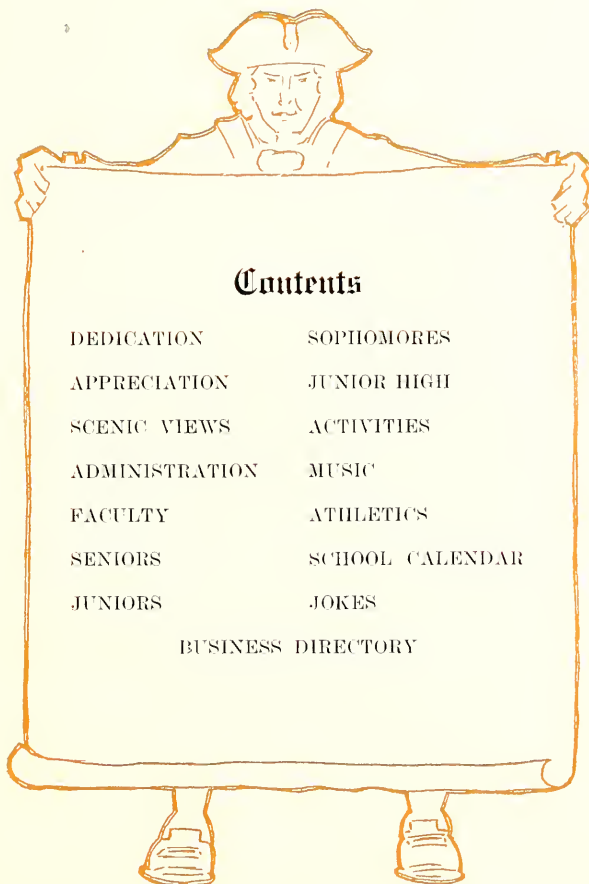 Contents
DEDICATION
APPRECIATION
SCENIC VIEWS
ADMINISTRATION
FACULTY
SENIORS
JUNIORS
SOPHOMORES
JUNIOR HIGH
ACTIVITIES
MUSIC
ATHLETICS
SCHOOL CALENDAR
JOKES
BUSINESS DIRECTORY